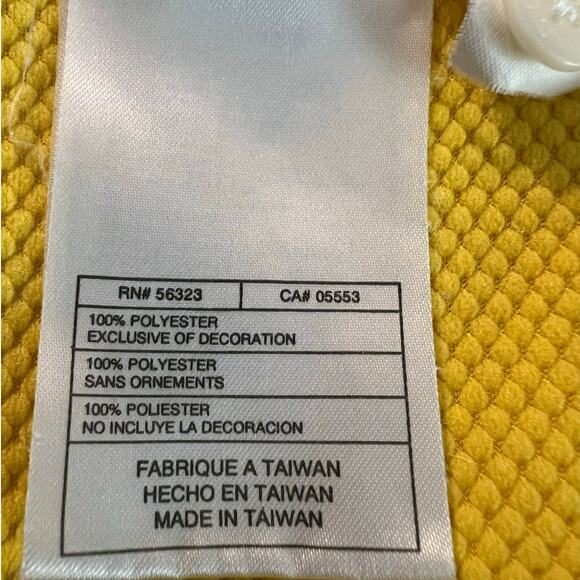 RN# 56323 CA# 05553
100% POLYESTER
EXCLUSIVE OF DECORATION
100% POLYESTER
SANS ORNEMENTS
100% POLIESTER
NO INCLUYE LA DECORACION
FABRIQUE A TAIWAN
HECHO EN TAIWAN
MADE IN TAIWAN